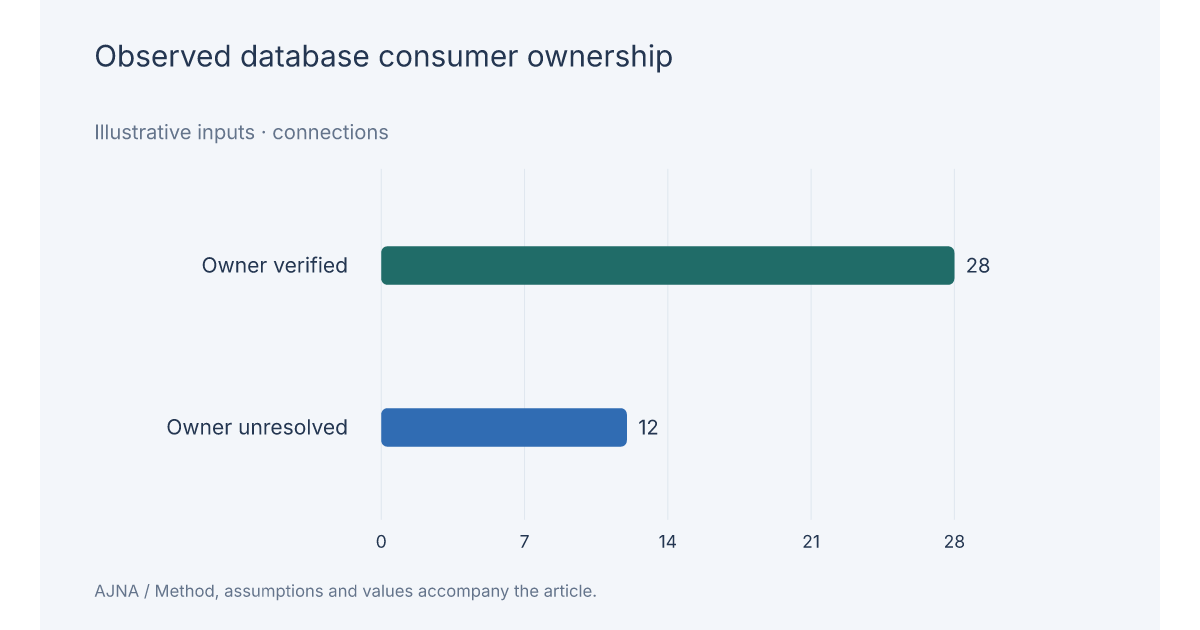 Observed database consumer ownership
Illustrative inputs · connections
Owner verified
28
Owner unresolved
12
0 7 14 21 28
AJNA / Method, assumptions and values accompany the article.